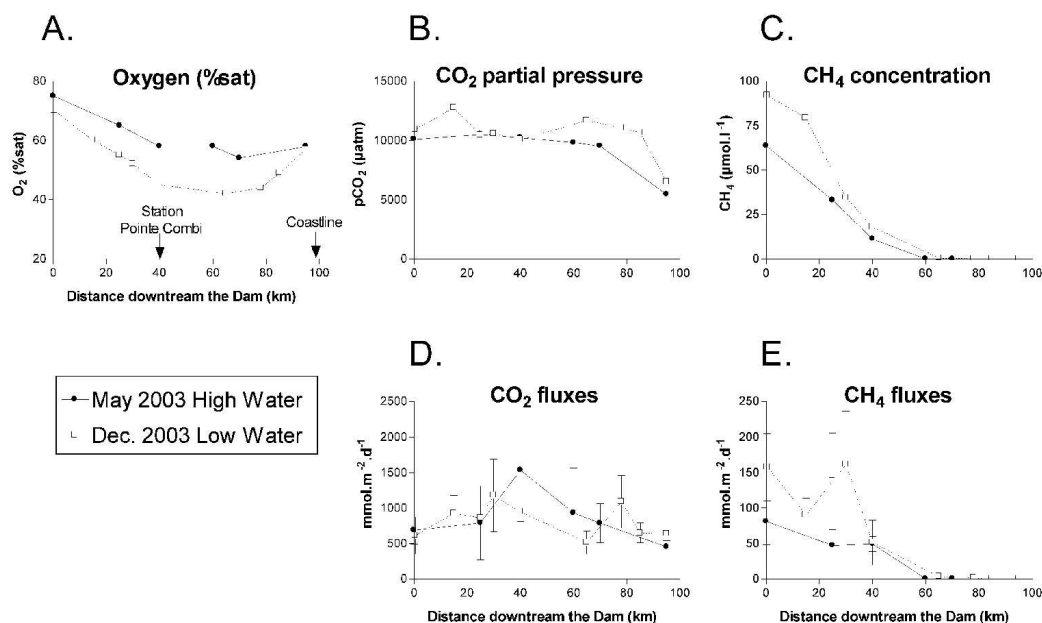 A.
B.
C.
Oxygen (%sat)
CO2 partial pressure
CH4 concentration
80
60
40
20
O2 (%sat)
Station
Pointe Combi
Coastline
0 20 40 60 80 100
Distance downtream the Dam (km)
15000
10000
5000
0
pCO2 (µatm)
0 20 40 60 80 100
100
75
50
25
0
CH4 (µmol.l-1)
0 20 40 60 80 100
D.
E.
CO2 fluxes
CH4 fluxes
May 2003 High Water
Dec. 2003 Low Water
2500
2000
1500
1000
500
0
mmol.m-2.d-1
0 20 40 60 80 100
Distance downtream the Dam (km)
250
200
150
100
50
0
mmol.m-2.d-1
0 20 40 60 80 100
Distance downtream the Dam (km)